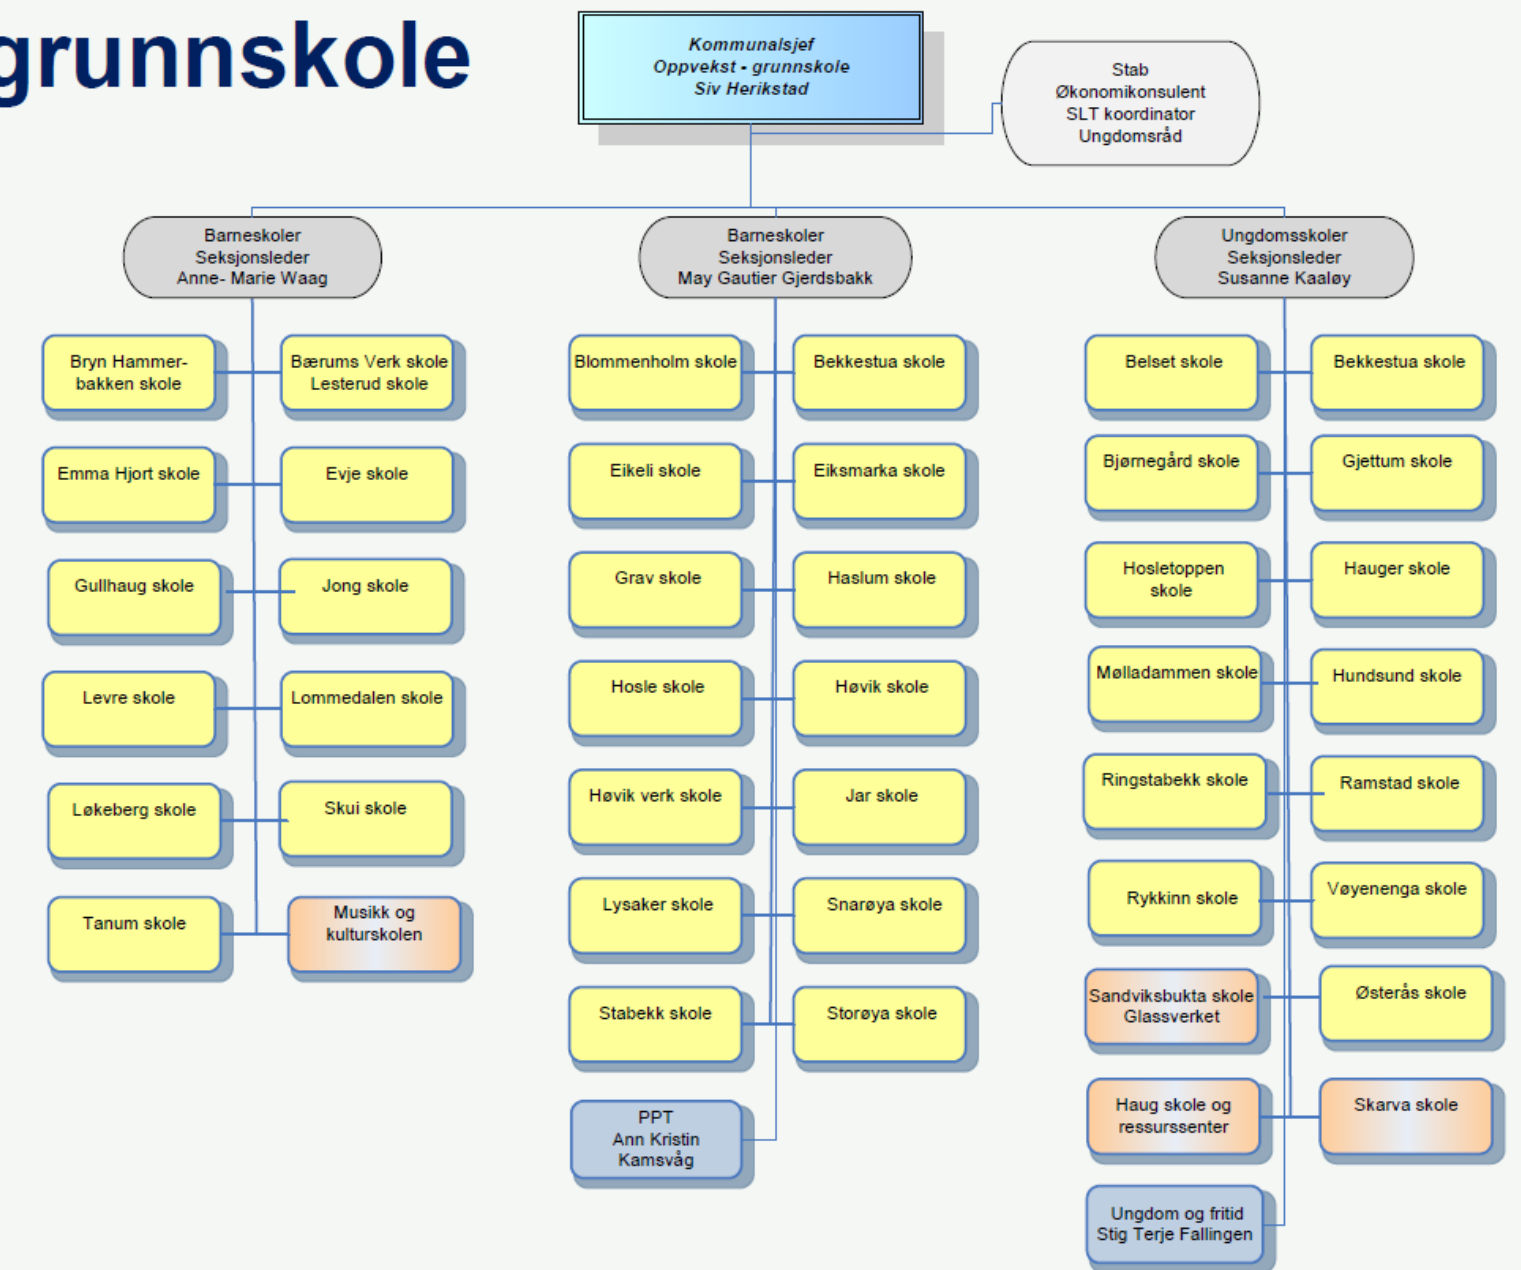 grunnskole
Kommunalsjef
Oppvekst - grunnskole
Siv Herikstad
Stab
Økonomikonsulent
SLT koordinator
Ungdomsråd
Barneskoler
Seksjonsleder
Anne- Marie Waag
Barneskoler
Seksjonsleder
May Gautier Gjerdsbakk
Ungdomsskoler
Seksjonsleder
Susanne Kaaløy
Bryn Hammer-
bakken skole
Bærums Verk skole
Lesterud skole
Emma Hjort skole
Evje skole
Gullhaug skole
Jong skole
Levre skole
Lommedalen skole
Løkeberg skole
Skui skole
Tanum skole
Musikk og
kulturskolen
Blommenholm skole
Bekkestua skole
Eikeli skole
Eiksmarka skole
Grav skole
Haslum skole
Hosle skole
Høvik skole
Høvik verk skole
Jar skole
Lysaker skole
Snarøya skole
Stabekk skole
Storøya skole
PPT
Ann Kristin
Kamsvåg
Belset skole
Bekkestua skole
Bjørnegård skole
Gjettum skole
Hosletoppen
skole
Hauger skole
Mølladammen skole
Hundsund skole
Ringstabekk skole
Ramstad skole
Rykkinn skole
Vøyenenga skole
Sandviksbukta skole
Glassverket
Østerås skole
Haug skole og
ressurssenter
Skarva skole
Ungdom og fritid
Stig Terje Fallingen